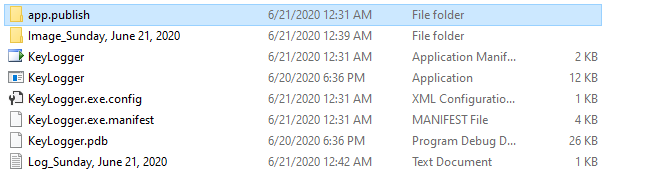 app.publish 6/21/2020 12:31 AM File folder
Image_Sunday, June 21, 2020 6/21/2020 12:39 AM File folder
KeyLogger 6/21/2020 12:31 AM Application Manif... 2 KB
KeyLogger 6/20/2020 6:36 PM Application 12 KB
KeyLogger.exe.config 6/21/2020 12:31 AM XML Configuratio... 1 KB
KeyLogger.exe.manifest 6/21/2020 12:31 AM MANIFEST File 4 KB
KeyLogger.pdb 6/20/2020 6:36 PM Program Debug D... 26 KB
Log_Sunday, June 21, 2020 6/21/2020 12:42 AM Text Document 1 KB